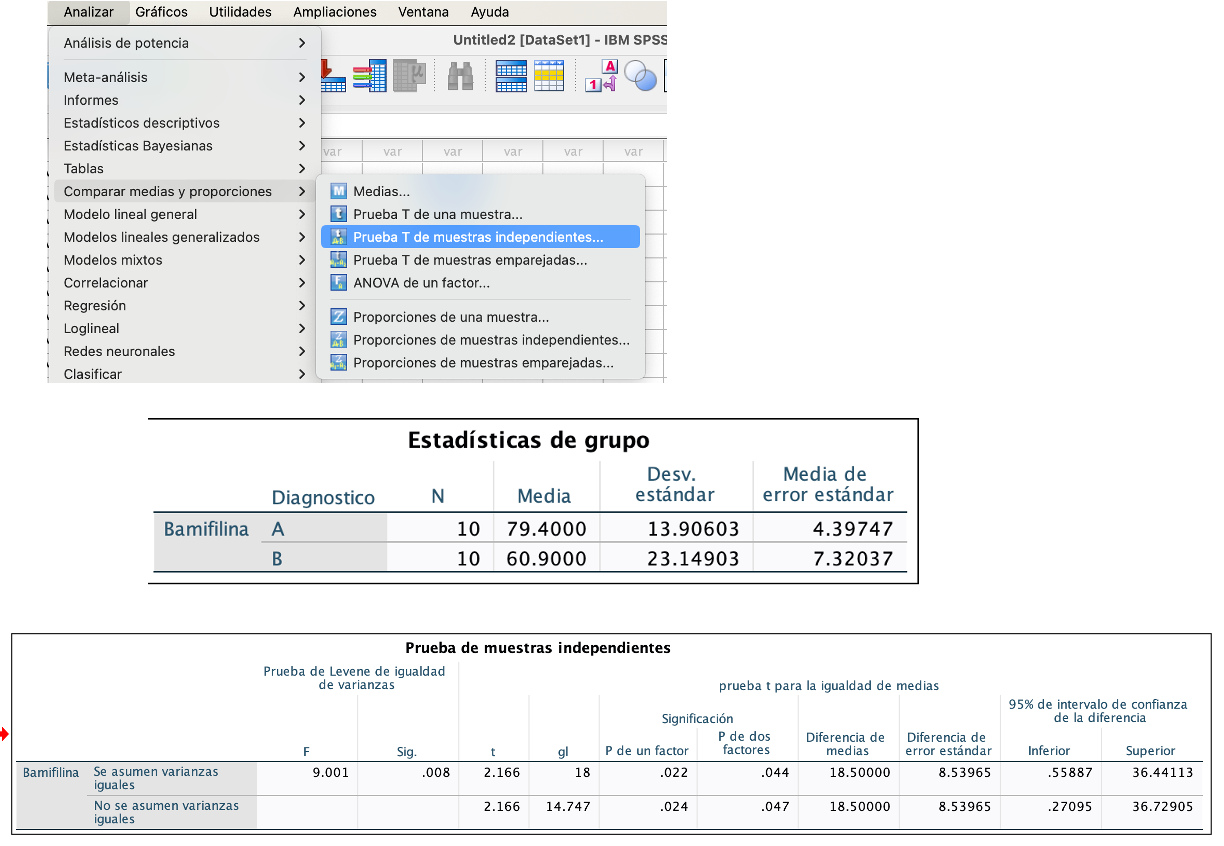 Analizar Gráficos Utilidades Ampliaciones Ventana Ayuda
Untitled2 [DataSet1] - IBM SPSS
Análisis de potencia
Meta-análisis
Informes
Estadísticos descriptivos
Estadísticas Bayesianas
Tablas
Comparar medias y proporciones
Modelo lineal general
Modelos lineales generalizados
Modelos mixtos
Correlacionar
Regresión
Loglineal
Redes neuronales
Clasificar
var var var var var var
Medias...
Prueba T de una muestra...
Prueba T de muestras independientes...
Prueba T de muestras emparejadas...
ANOVA de un factor...
Proporciones de una muestra...
Proporciones de muestras independientes...
Proporciones de muestras emparejadas...
Estadísticas de grupo
Diagnostico N Media Desv. estándar Media de error estándar
Bamifilina A 10 79.4000 13.90603 4.39747
B 10 60.9000 23.14903 7.32037
Prueba de muestras independientes
Prueba de Levene de igualdad de varianzas
prueba t para la igualdad de medias
Significación
95% de intervalo de confianza de la diferencia
F Sig. t gl P de un factor P de dos factores Diferencia de medias Diferencia de error estándar Inferior Superior
Bamifilina Se asumen varianzas iguales 9.001 .008 2.166 18 .022 .044 18.50000 8.53965 .55887 36.44113
No se asumen varianzas iguales 2.166 14.747 .024 .047 18.50000 8.53965 .27095 36.72905